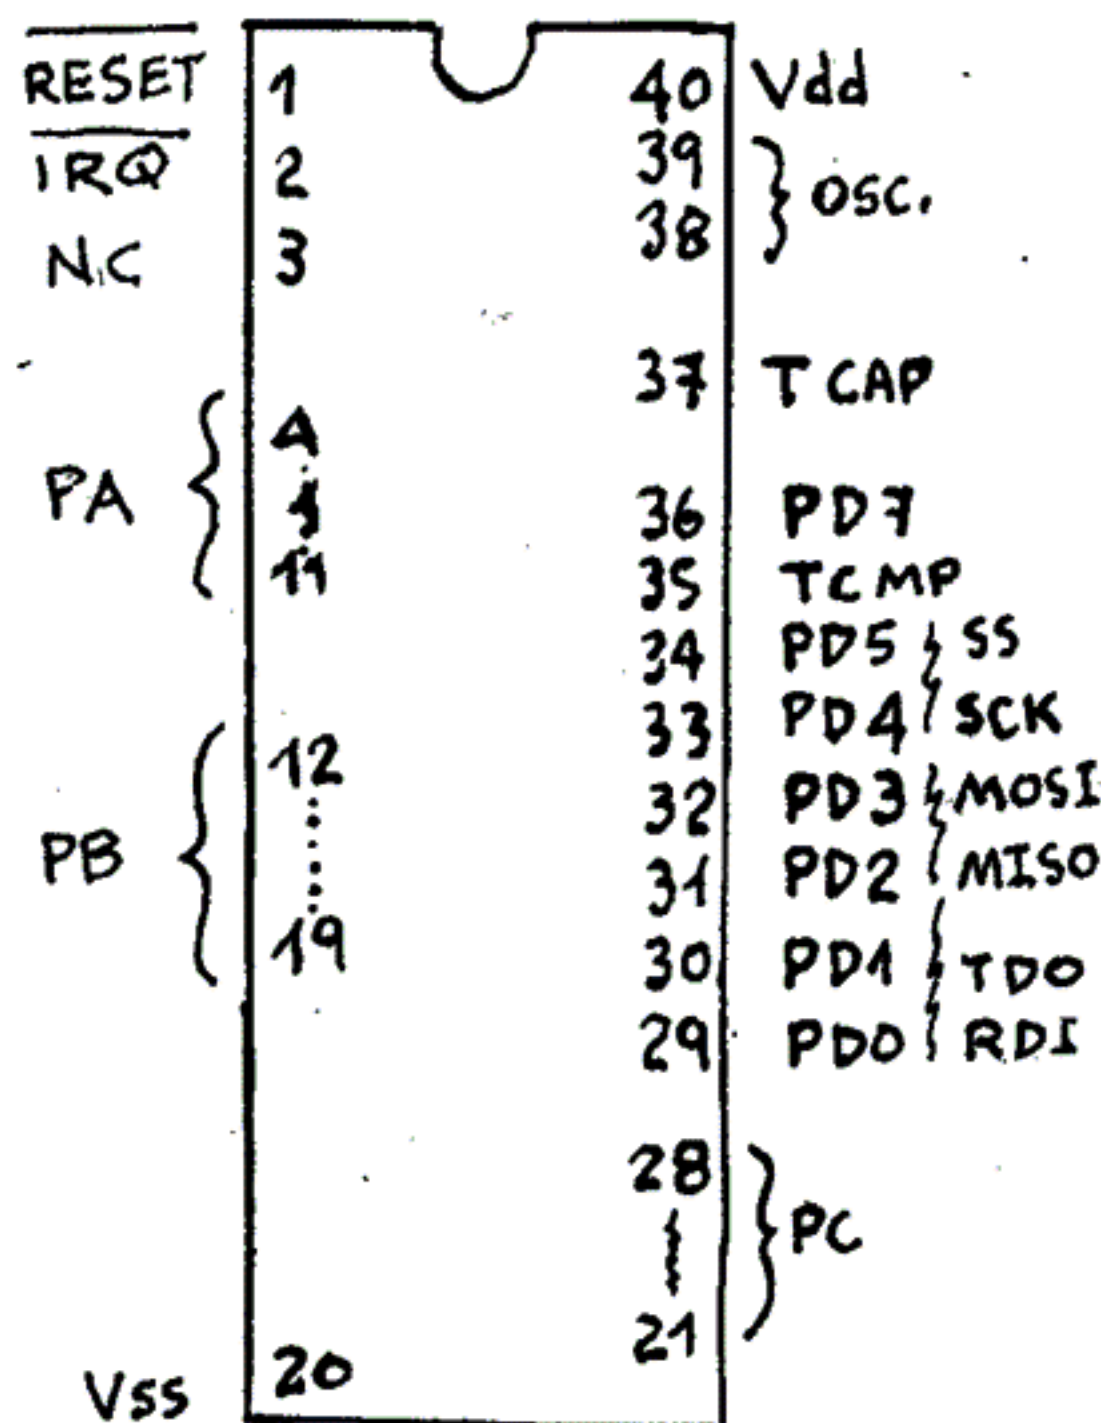 RESET 1 40 Vdd
IRQ 2 39
38 OSC.
N.C 3
37 TCAP
PA 4
11
36 PD7
35 TCMP
34 PD5 SS
33 PD4 SCK
PB 12
19
32 PD3 MOSI
31 PD2 MISO
30 PD1 TDO
29 PD0 RDI
28
21 PC
Vss 20